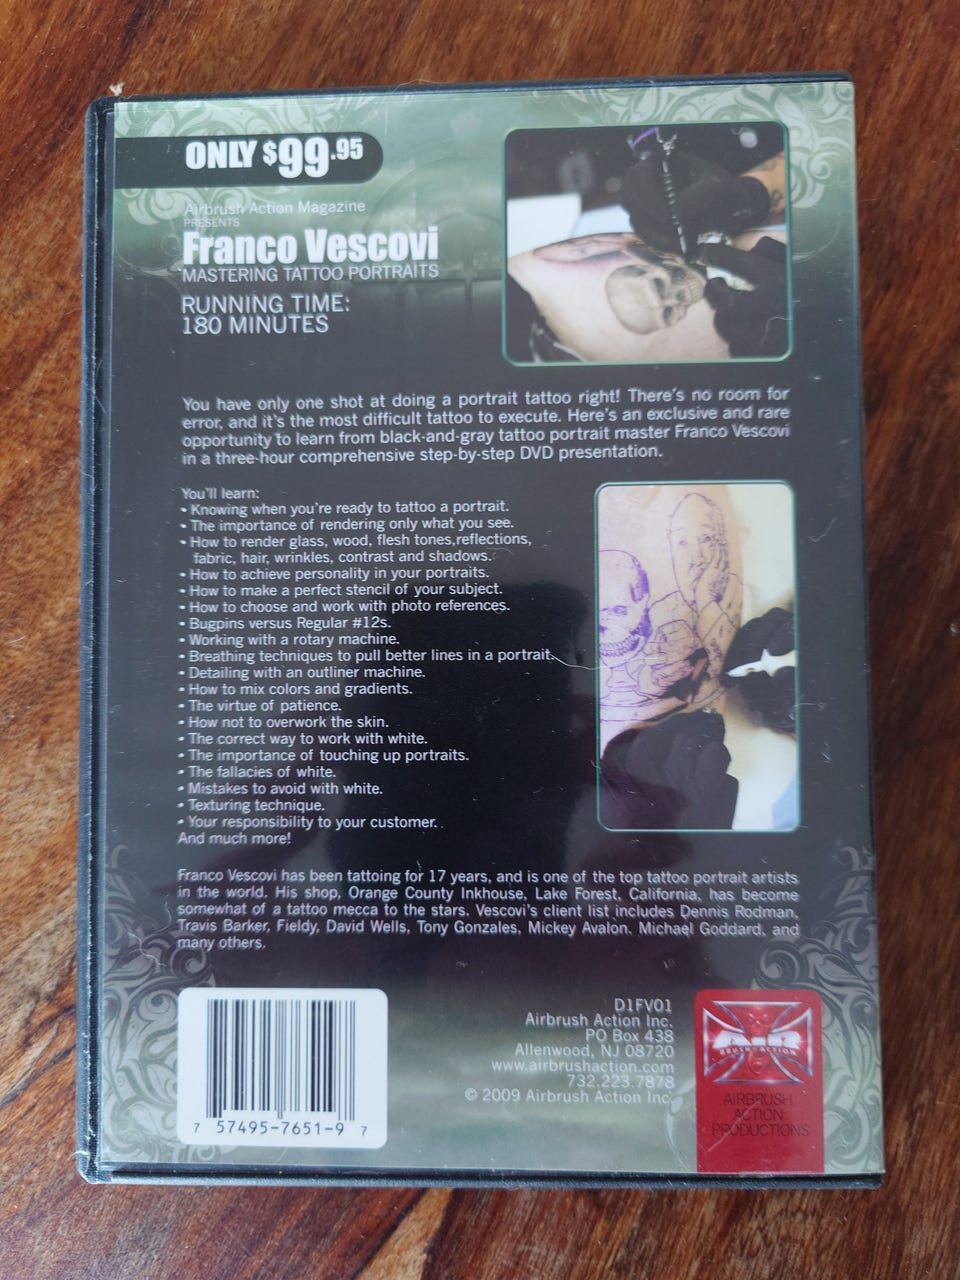 ONLY $99.95
Airbrush Action Magazine
PRESENTS
Franco Vescovi
MASTERING TATTOO PORTRAITS
RUNNING TIME:
180 MINUTES
You have only one shot at doing a portrait tattoo right! There's no room for
error, and it's the most difficult tattoo to execute. Here's an exclusive and rare
opportunity to learn from black-and-gray tattoo portrait master Franco Vescovi
in a three-hour comprehensive step-by-step DVD presentation.
You'll learn:
• Knowing when you're ready to tattoo a portrait.
• The importance of rendering only what you see.
• How to render glass, wood, flesh tones,reflections,
fabric, hair, wrinkles, contrast and shadows.
• How to achieve personality in your portraits.
• How to make a perfect stencil of your subject.
• How to choose and work with photo references.
• Bugpins versus Regular #12s.
• Working with a rotary machine.
• Breathing techniques to pull better lines in a portrait.
• Detailing with an outliner machine.
• How to mix colors and gradients.
• The virtue of patience.
• How not to overwork the skin.
• The correct way to work with white.
• The importance of touching up portraits.
• The fallacies of white.
• Mistakes to avoid with white.
• Texturing technique.
• Your responsibility to your customer.
And much more!
Franco Vescovi has been tattoing for 17 years, and is one of the top tattoo portrait artists
in the world. His shop, Orange County Inkhouse, Lake Forest, California, has become
somewhat of a tattoo mecca to the stars. Vescovi's client list includes Dennis Rodman,
Travis Barker, Fieldy, David Wells, Tony Gonzales, Mickey Avalon, Michael Goddard, and
many others.
7 57495-7651-9 7
D1FV01
Airbrush Action Inc.
PO Box 438
Allenwood, NJ 08720
www.airbrushaction.com
732.223.7878
© 2009 Airbrush Action Inc.
AIR
BRUSH ACTION
AIRBRUSH
ACTION
PRODUCTIONS